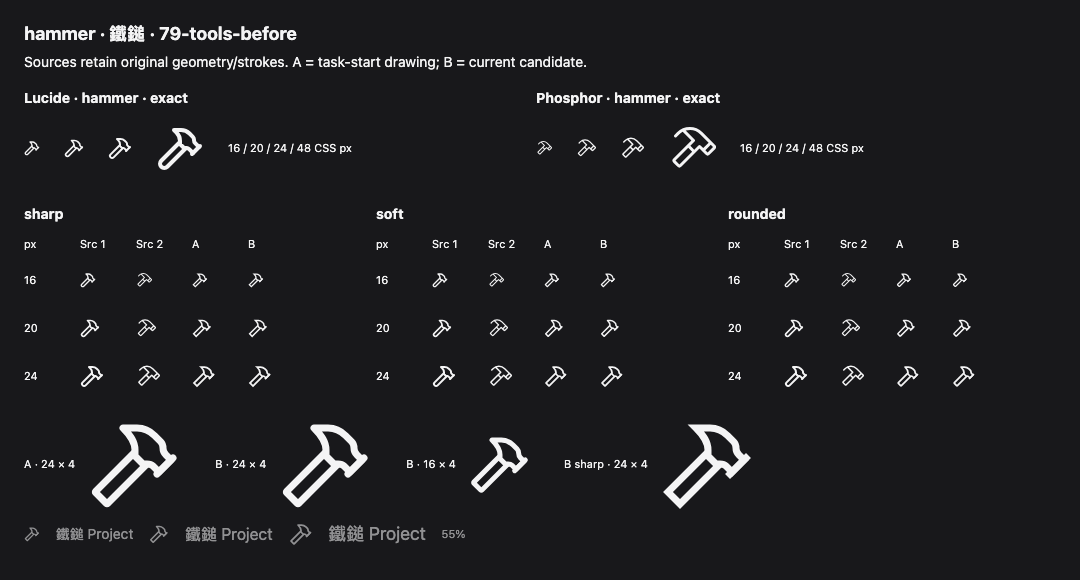 hammer · 鐵鎚 · 79-tools-before
Sources retain original geometry/strokes. A = task-start drawing; B = current candidate.
Lucide · hammer · exact
Phosphor · hammer · exact
16 / 20 / 24 / 48 CSS px
16 / 20 / 24 / 48 CSS px
sharp
soft
rounded
px Src 1 Src 2 A B
px Src 1 Src 2 A B
px Src 1 Src 2 A B
16
16
16
20
20
20
24
24
24
A · 24 × 4
B · 24 × 4
B · 16 × 4
B sharp · 24 × 4
鐵鎚 Project
鐵鎚 Project
鐵鎚 Project
55%